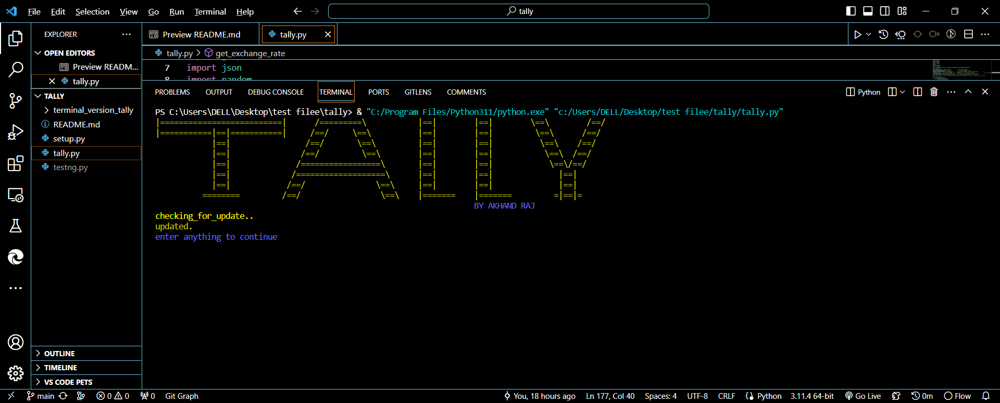 File Edit Selection View Go Run Terminal Help
tally
EXPLORER
OPEN EDITORS
Preview READM...
tally.py
TALLY
terminal_version_tally
README.md
setup.py
tally.py
testng.py
OUTLINE
TIMELINE
VS CODE PETS
Preview README.md
tally.py
tally.py > get_exchange_rate
7 import json
8 import random
PROBLEMS OUTPUT DEBUG CONSOLE TERMINAL PORTS GITLENS COMMENTS
Python
PS C:\Users\DELL\Desktop\test filee\tally> & "C:/Program Files/Python311/python.exe" "c:/Users/DELL/Desktop/test filee/tally/tally.py"
TALLY
BY AKHAND RAJ
checking_for_update..
updated.
enter anything to continue
main 0 0 0 Git Graph
You, 18 hours ago Ln 177, Col 40 Spaces: 4 UTF-8 CRLF Python 3.11.4 64-bit Go Live 0m Flow